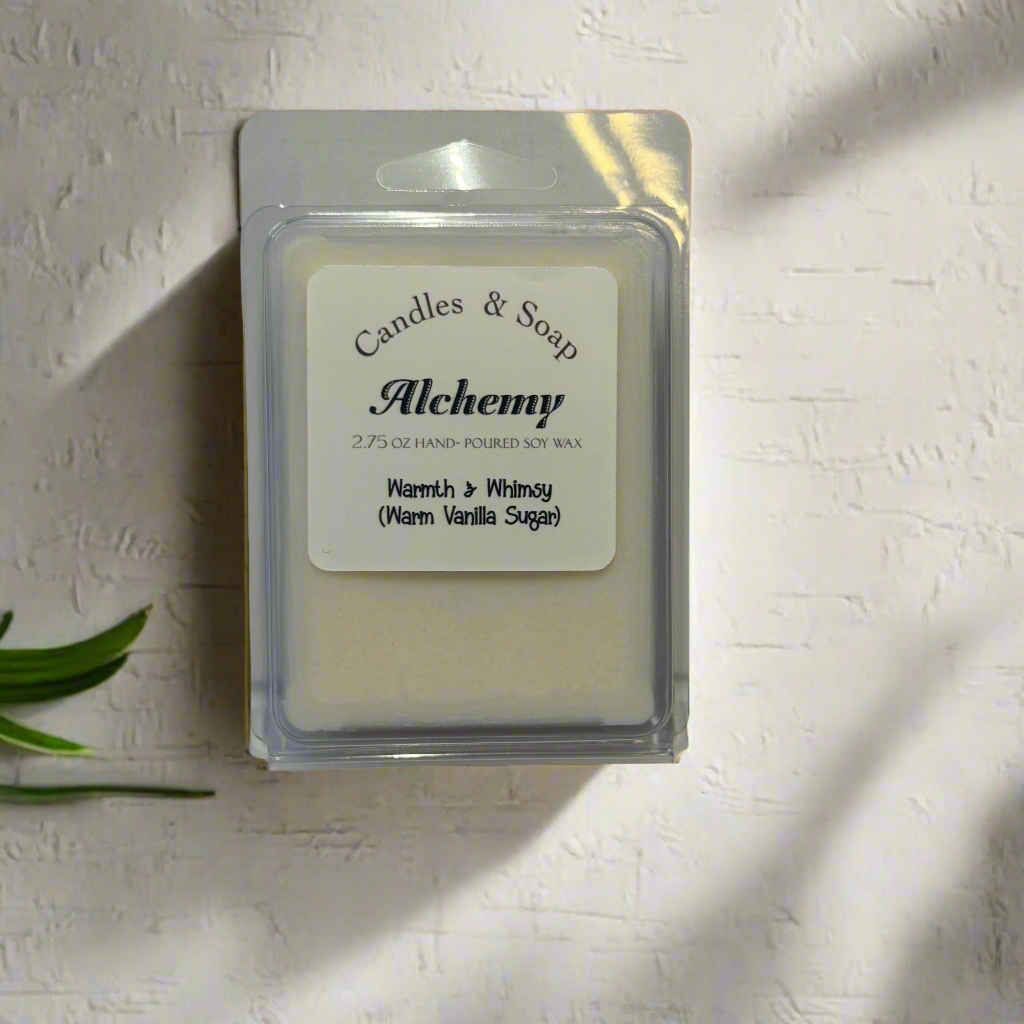 Candles & Soap
Alchemy
2.75 OZ HAND- POURED SOY WAX
Warmth & Whimsy
(Warm Vanilla Sugar)